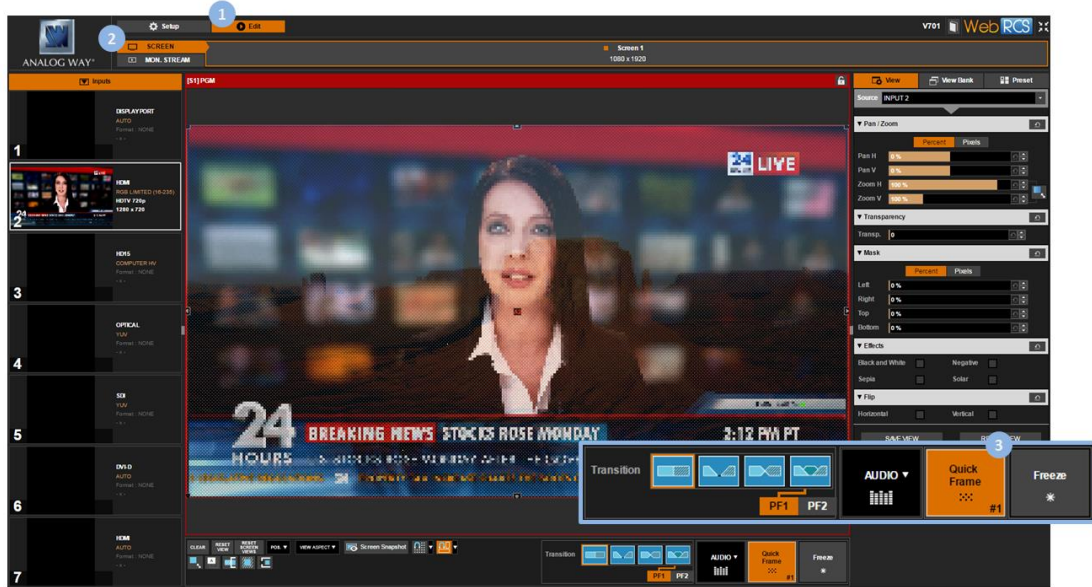 1
Setup
Edit
V701
Web RCS
ANALOG WAY®
2
SCREEN
MON. STREAM
Screen 1
1080 x 1920
Inputs
DISPLAY PORT
AUTO
Format : NONE
1
HDMI
RGB LIMITED (16-235)
HDTV 720p
1280 x 720
2
HD15
COMPUTER HV
Format : NONE
3
OPTICAL
YUV
Format : NONE
4
SDI
YUV
Format : NONE
5
DVI-D
AUTO
Format : NONE
6
HDMI
AUTO
Format : NONE
7
[S1] PGM
24 LIVE
24
HOURS
BREAKING NEWS STOCKS ROSE MONDAY
2:12 PM PT
View
View Bank
Preset
Source INPUT 2
Pan / Zoom
Percent Pixels
Pan H 0 %
Pan V 0 %
Zoom H 100 %
Zoom V 100 %
Transparency
Transp. 0
Mask
Percent Pixels
Left 0 %
Right 0 %
Top 0 %
Bottom 0 %
Effects
Black and White Negative
Sepia Solar
Flip
Horizontal Vertical
SAVE VIEW
3
Transition
PF1 PF2
AUDIO
Quick
Frame
#1
Freeze
CLEAR
RESET
VIEW
RESET
SCREEN
VIEWS
POS.
VIEW ASPECT
Screen Snapshot
Transition
PF1 PF2
AUDIO
Quick
Frame
#1
Freeze